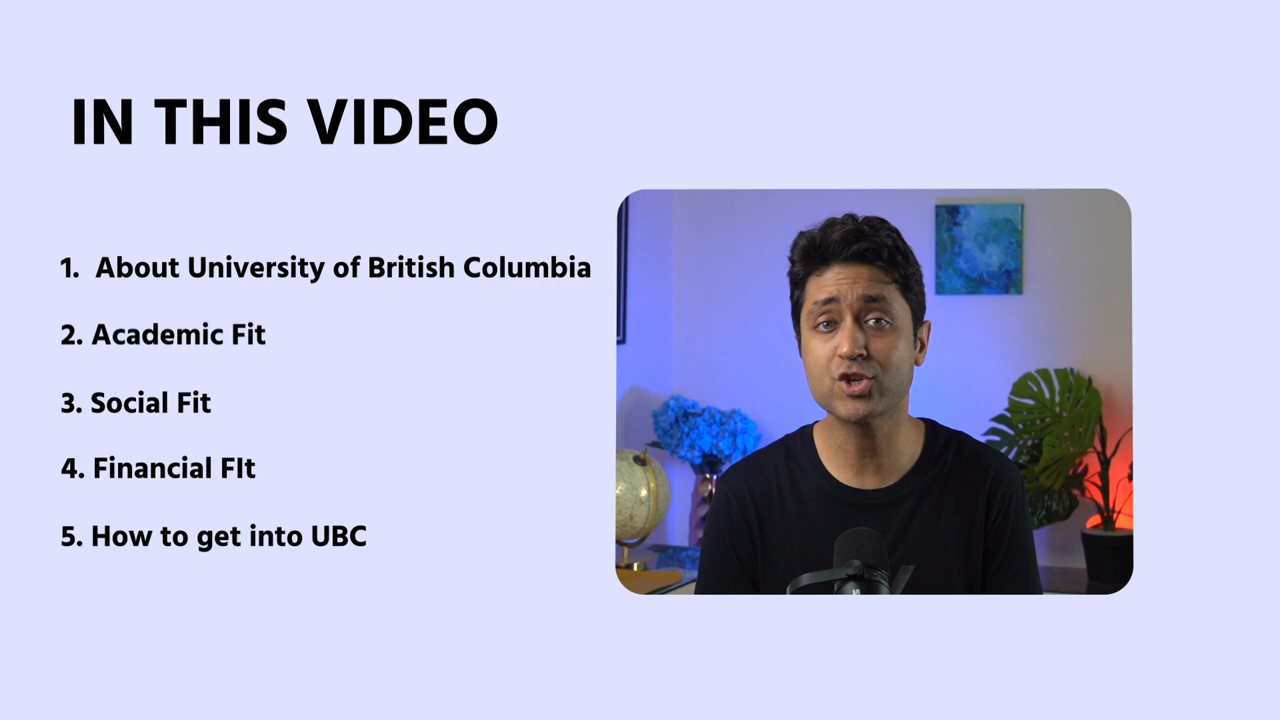 IN THIS VIDEO
1. About University of British Columbia
2. Academic Fit
3. Social Fit
4. Financial FIt
5. How to get into UBC